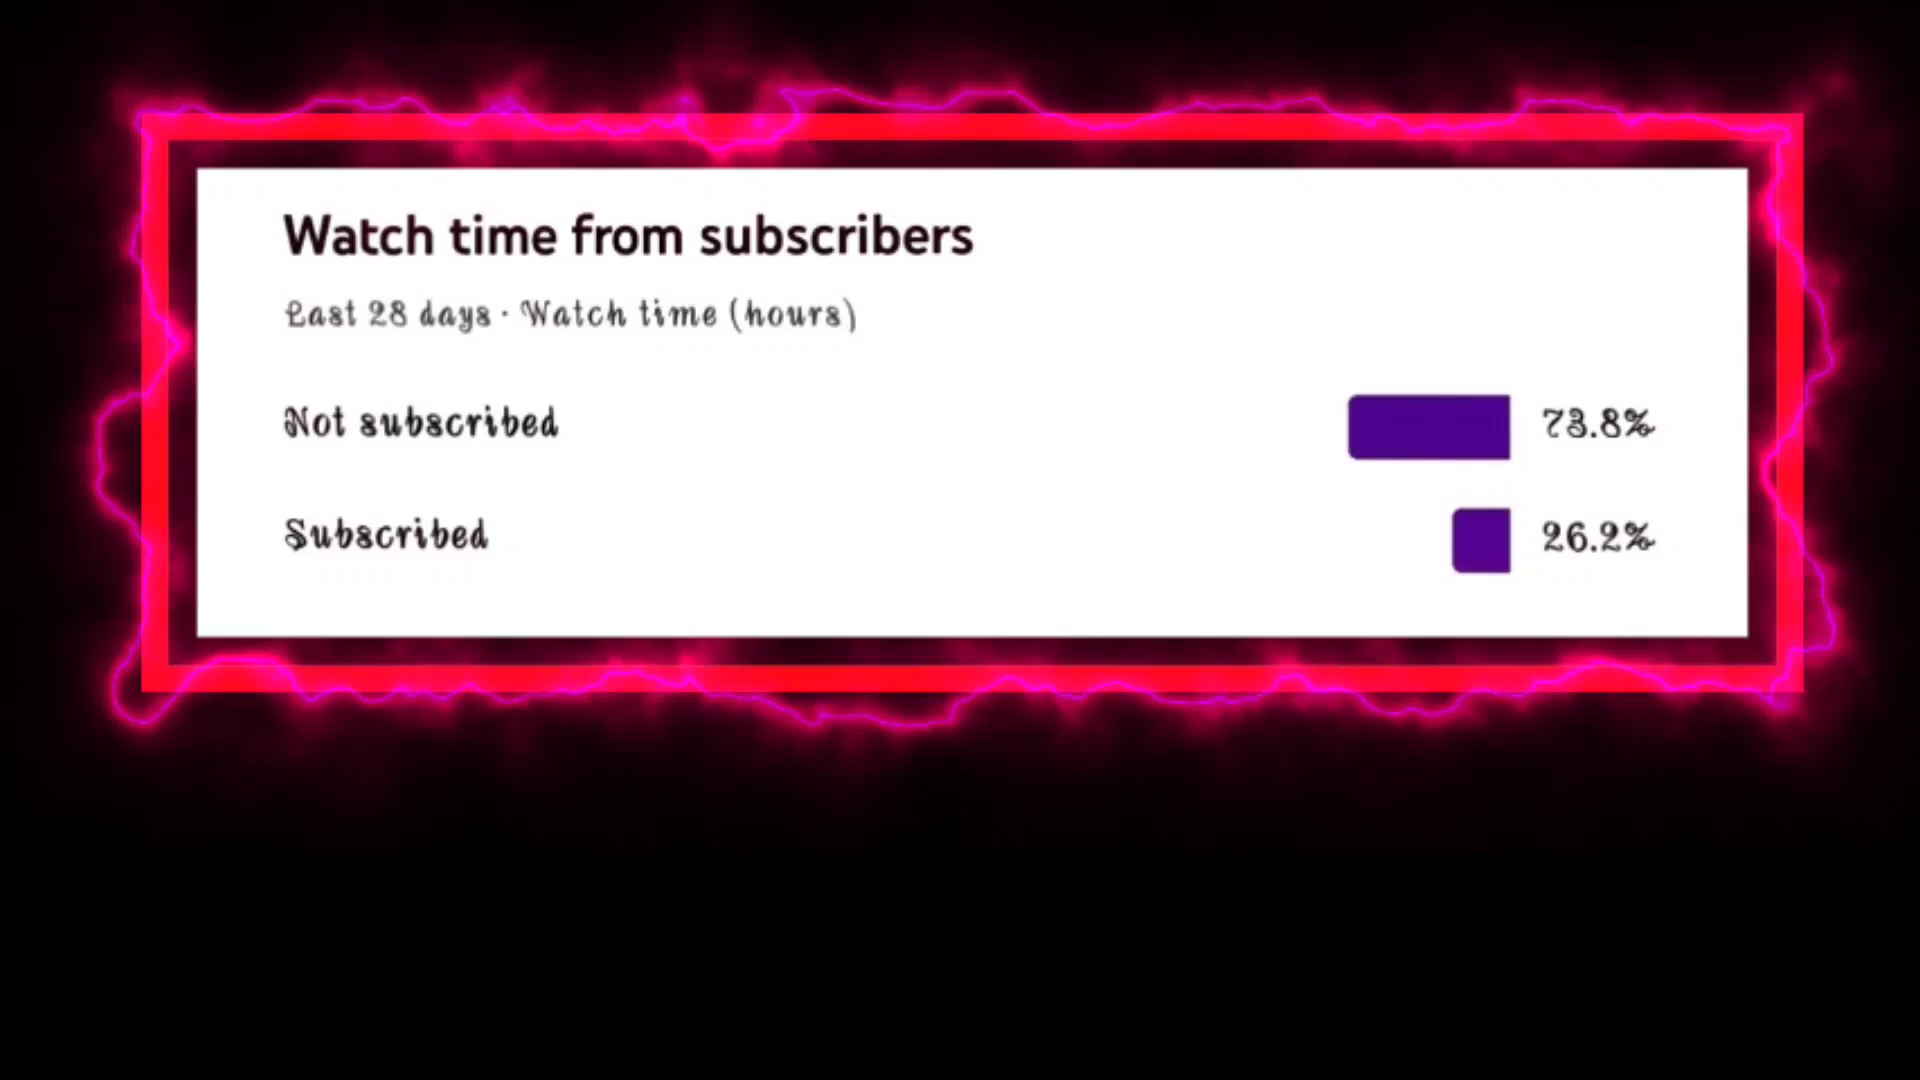 Watch time from subscribers
Last 28 days · Watch time (hours)
Not subscribed 73.8%
Subscribed 26.2%